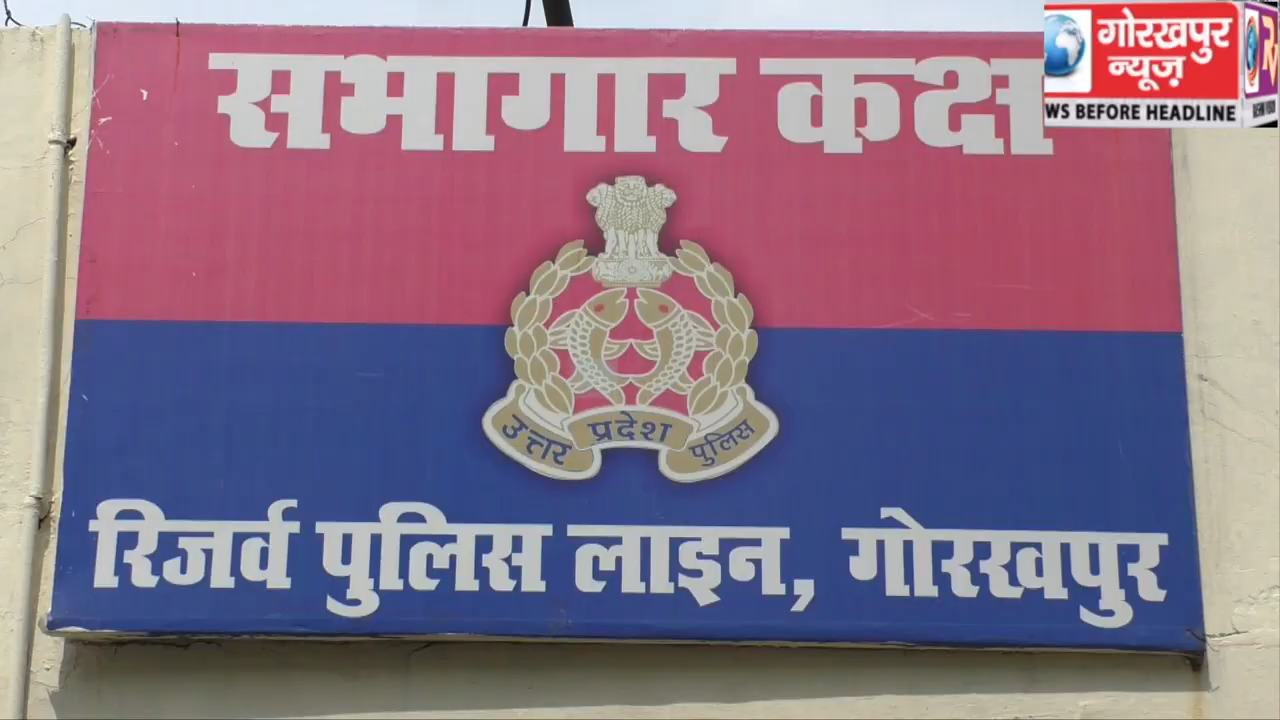 सभागार कक्ष
गोरखपुर
न्यूज़
WS BEFORE HEADLINE
उत्तर प्रदेश पुलिस
रिजर्व पुलिस लाइन, गोरखपुर